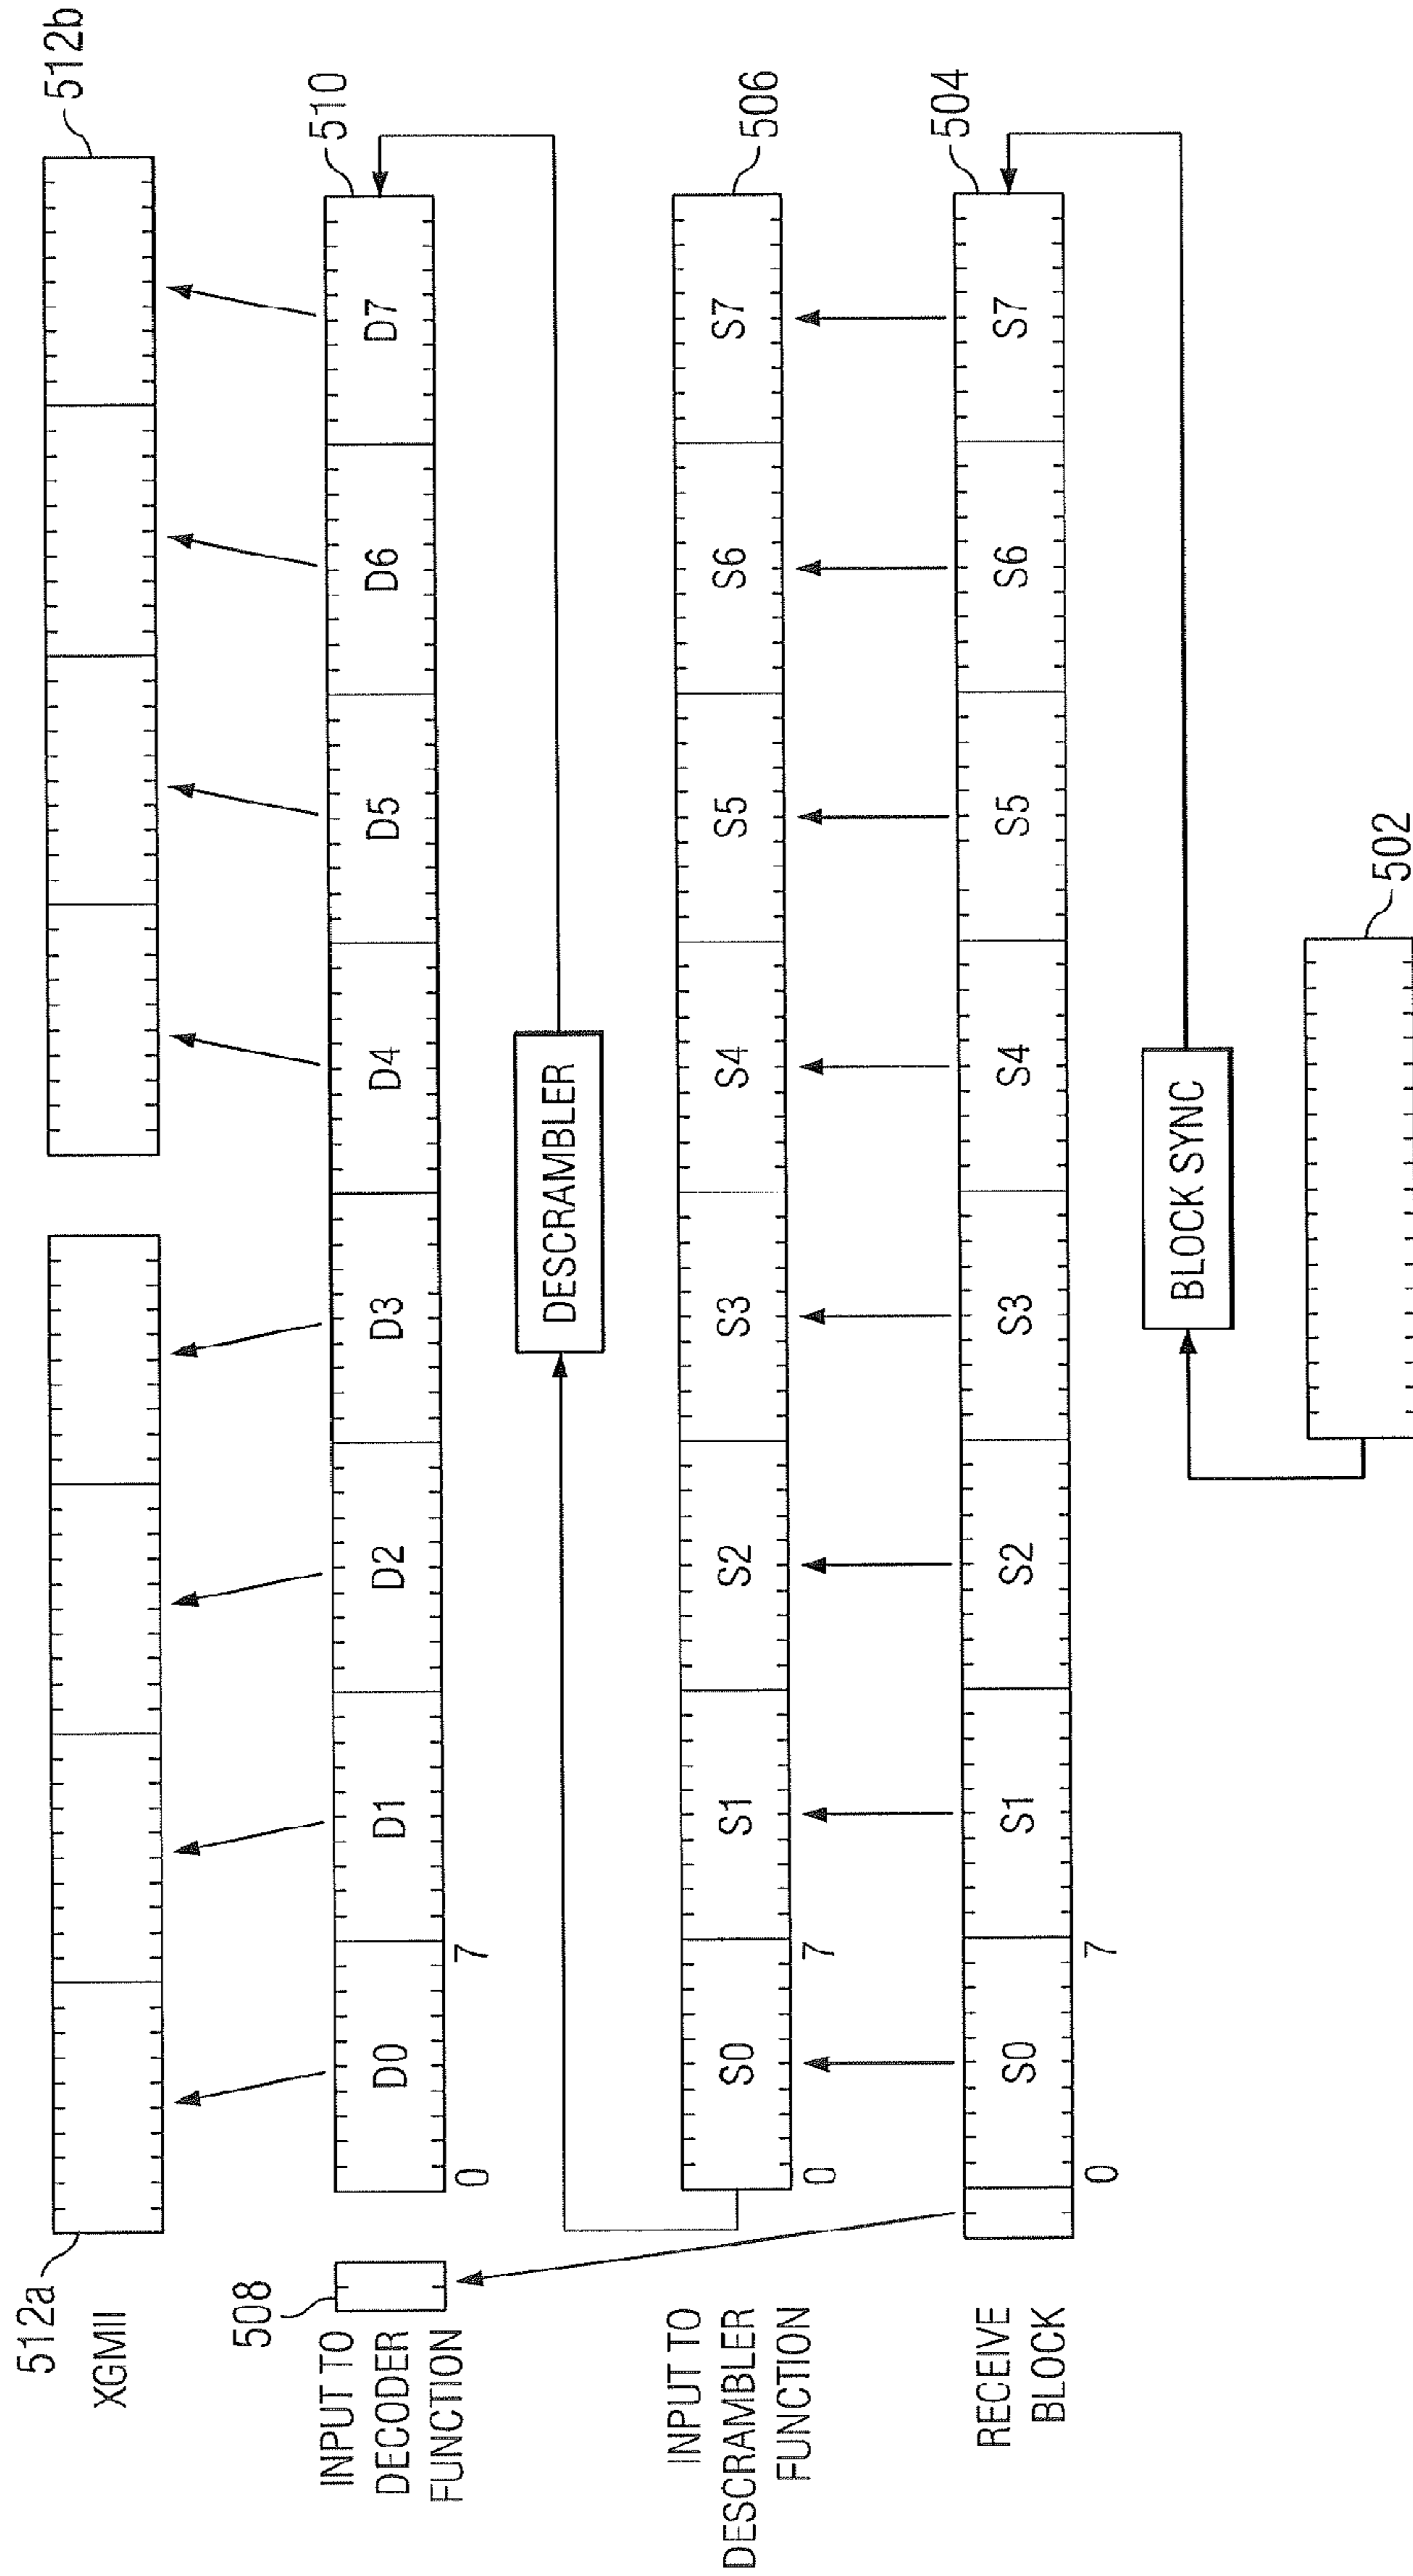 512a
512b
XGMII
508
510
INPUT TO
DECODER
FUNCTION
D0
D1
D2
D3
D4
D5
D6
D7
0
7
DESCRAMBLER
506
INPUT TO
DESCRAMBLER
FUNCTION
S0
S1
S2
S3
S4
S5
S6
S7
0
7
504
RECEIVE
BLOCK
S0
S1
S2
S3
S4
S5
S6
S7
0
7
BLOCK SYNC
502